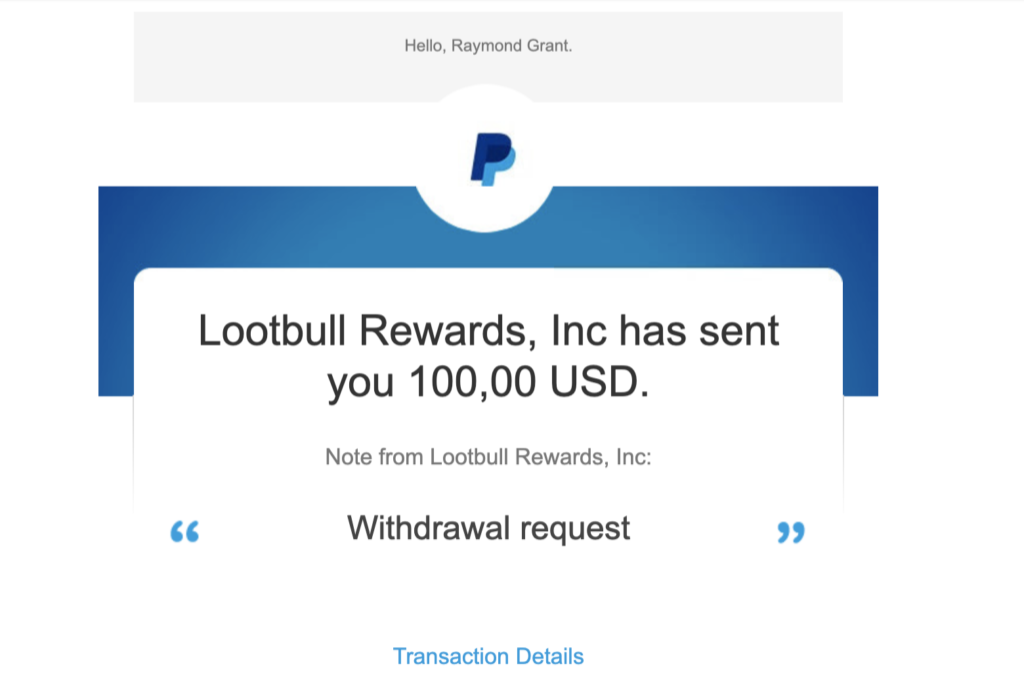 Hello, Raymond Grant.
Lootbull Rewards, Inc has sent
you 100,00 USD.
Note from Lootbull Rewards, Inc:
“ Withdrawal request ”
Transaction Details